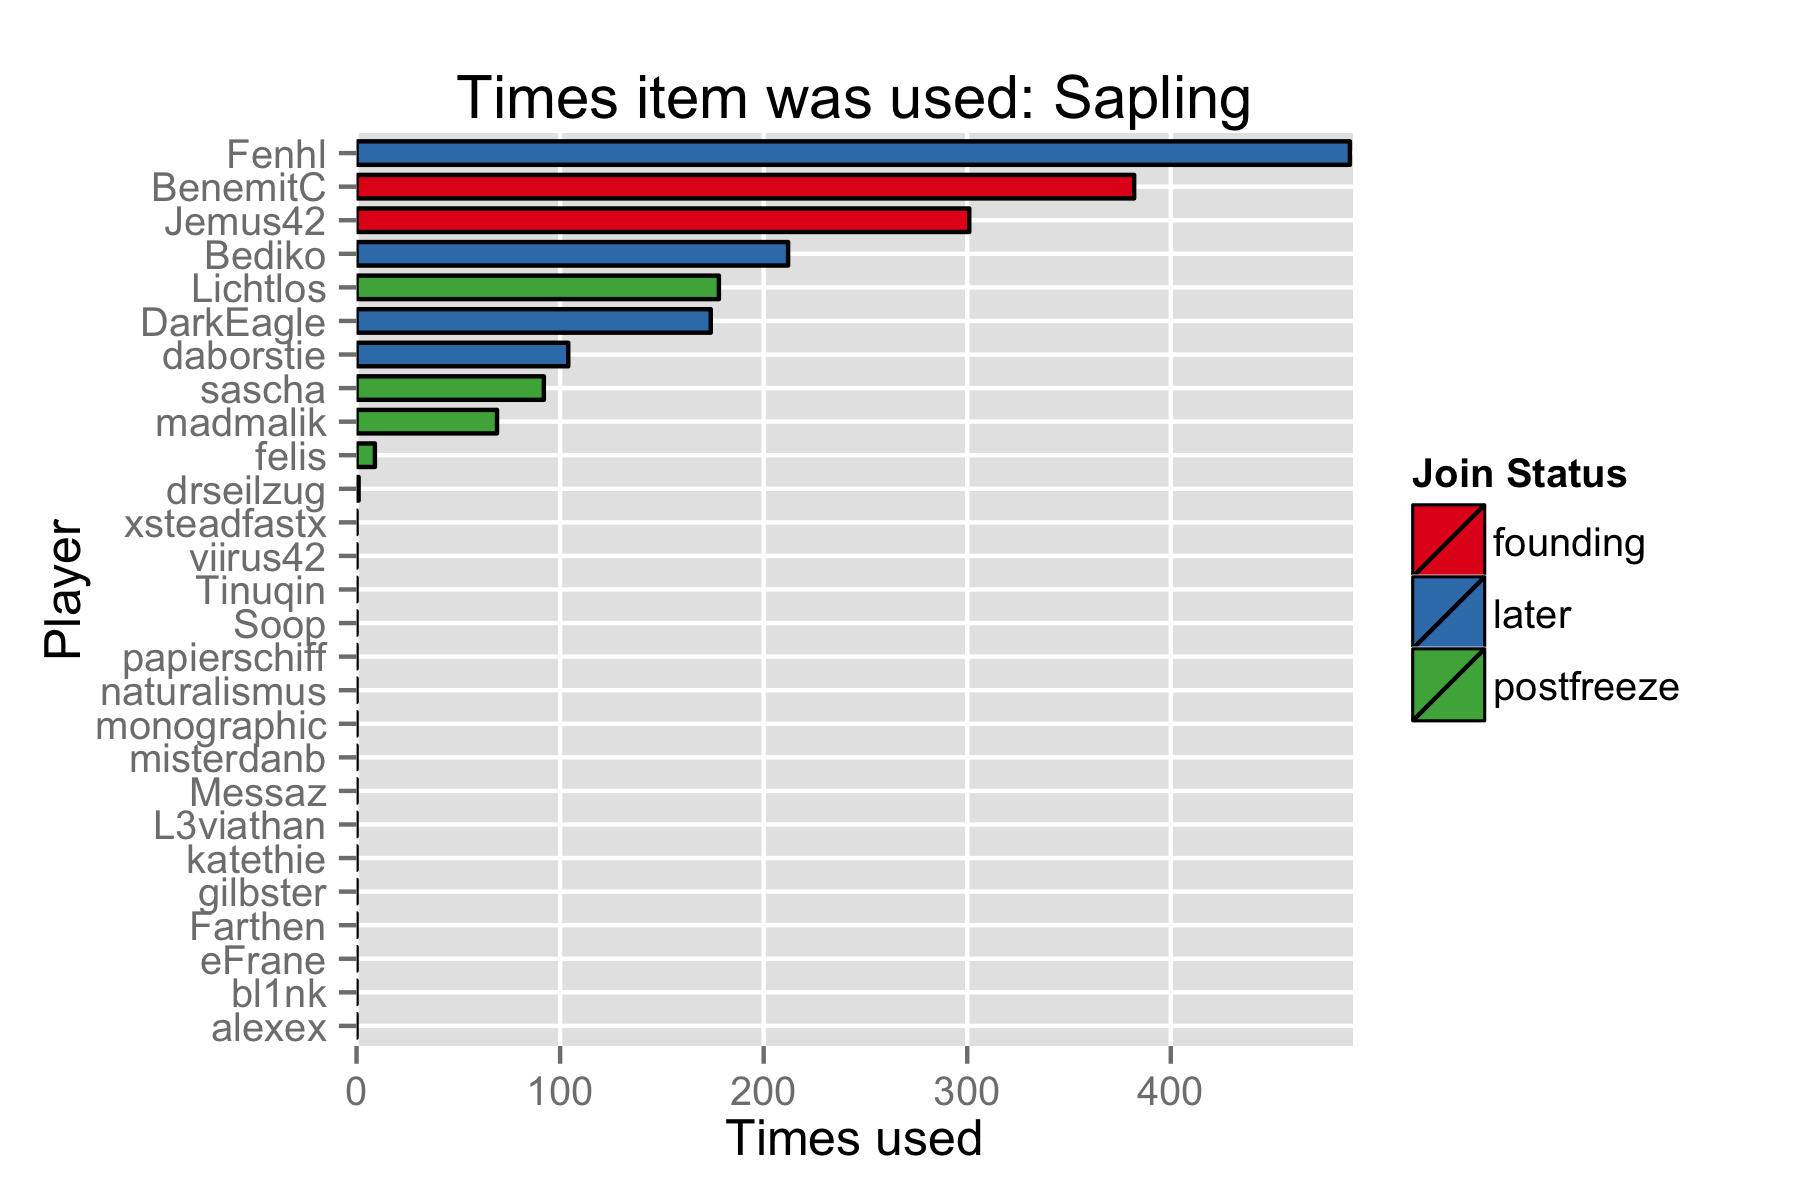 Times item was used: Sapling
Fenhl
BenemitC
Jemus42
Bediko
Lichtlos
DarkEagle
daborstie
sascha
madmalik
felis
drseilzug
xsteadfastx
viirus42
Tinuqin
Soop
papierschiff
naturalismus
monographic
misterdanb
Messaz
L3viathan
katethie
gilbster
Farthen
eFrane
bl1nk
alexex
Player
0 100 200 300 400
Times used
Join Status
founding
later
postfreeze